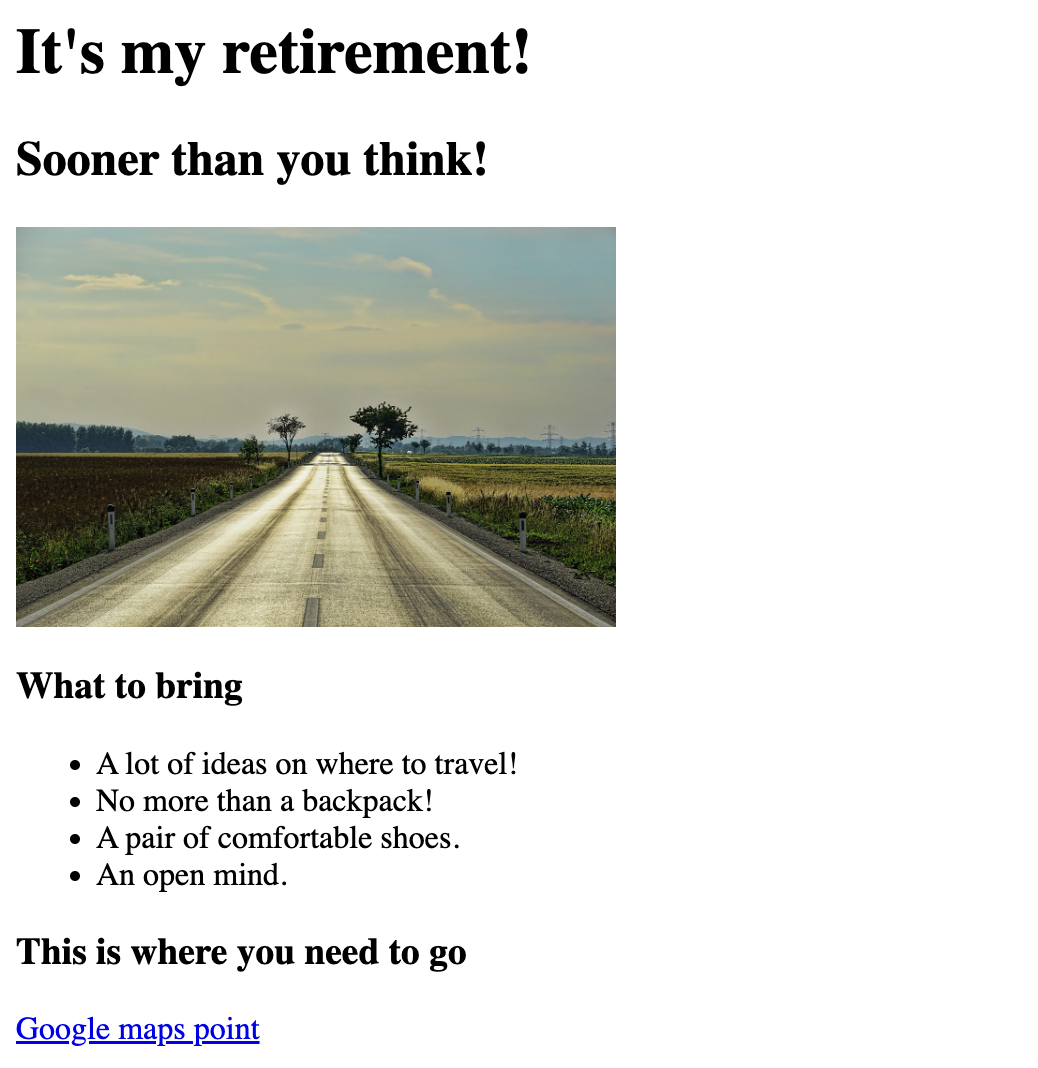 It's my retirement!
Sooner than you think!
What to bring
A lot of ideas on where to travel!
No more than a backpack!
A pair of comfortable shoes.
An open mind.
This is where you need to go
Google maps point